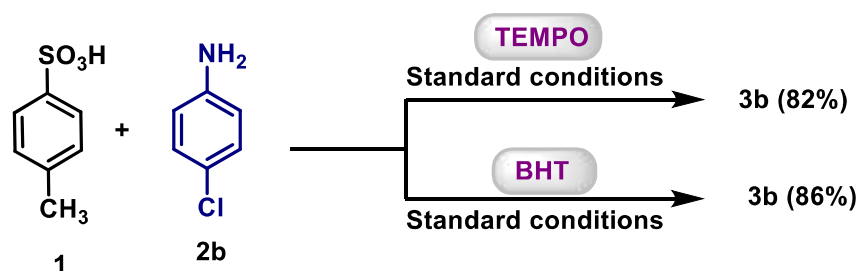 SO₃H
CH₃
1
+
NH₂
Cl
2b
TEMPO
Standard conditions
3b (82%)
BHT
Standard conditions
3b (86%)